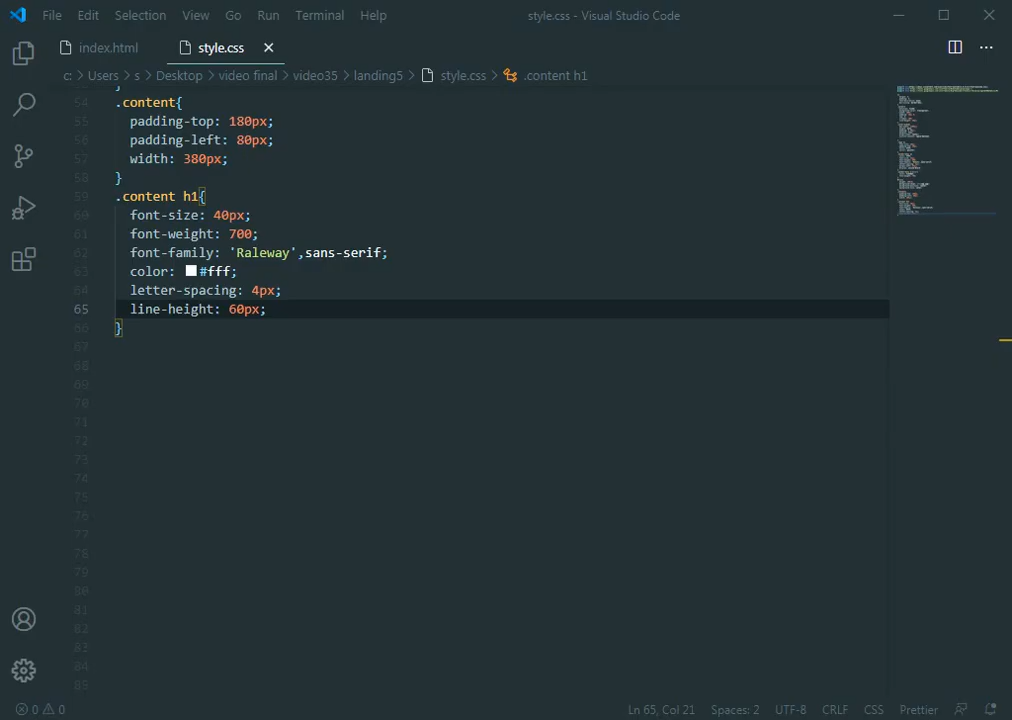 File Edit Selection View Go Run Terminal Help style.css - Visual Studio Code
index.html style.css
c: > Users > s > Desktop > video final > video35 > landing5 > style.css > .content h1
}
54 .content{
55 padding-top: 180px;
56 padding-left: 80px;
57 width: 380px;
58 }
59 .content h1{
60 font-size: 40px;
61 font-weight: 700;
62 font-family: 'Raleway',sans-serif;
63 color: #fff;
64 letter-spacing: 4px;
65 line-height: 60px;
66 }
67
68
69
70
71
72
73
74
75
76
77
78
79
80
81
82
83
84
85
0 0 Ln 65, Col 21 Spaces: 2 UTF-8 CRLF CSS Prettier